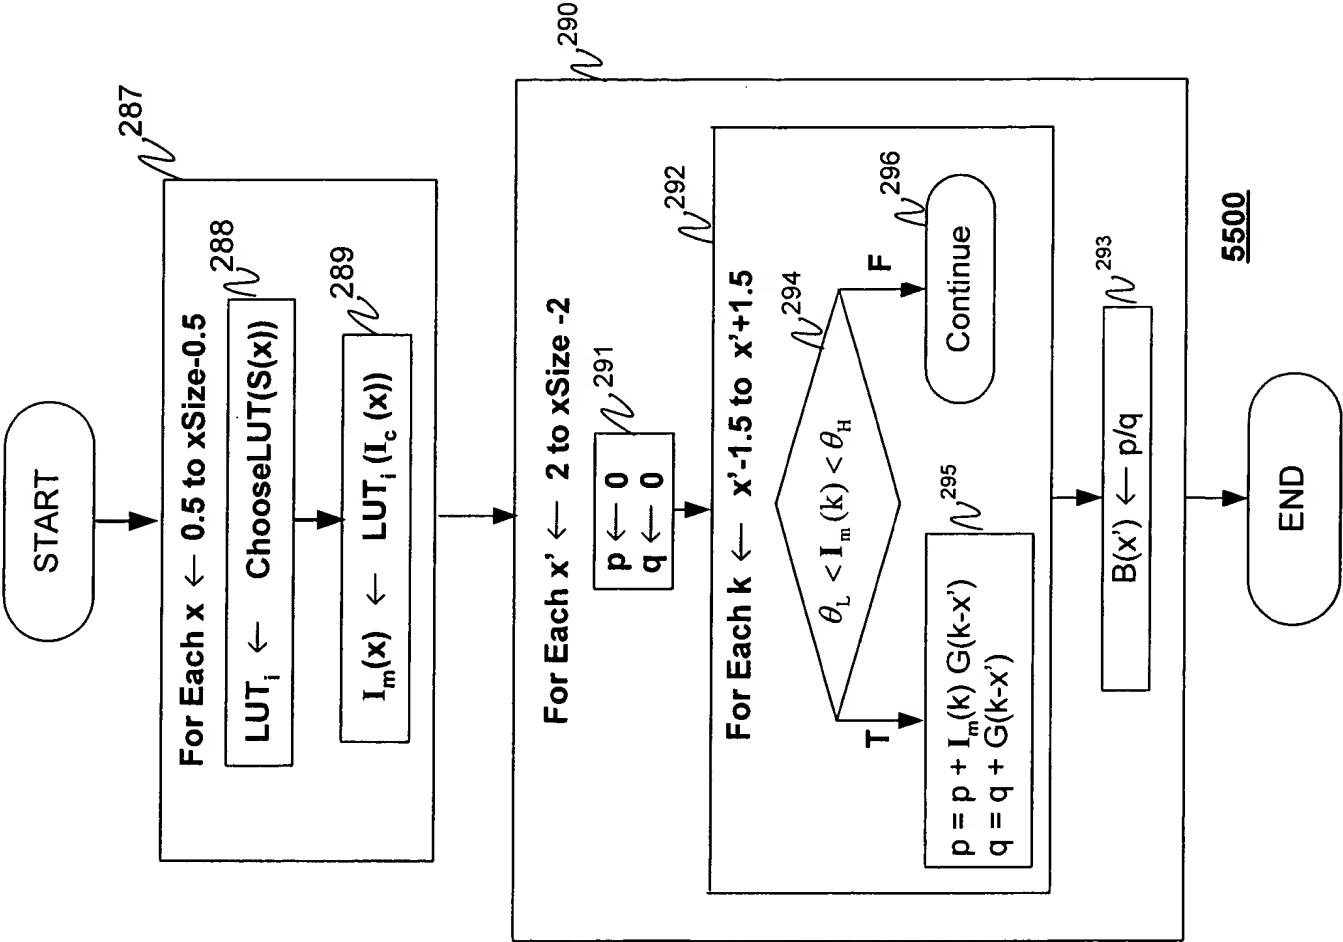 START
287
For Each x ← 0.5 to xSize-0.5
288
LUTᵢ ← ChooseLUT(S(x))
289
Iₘ(x) ← LUTᵢ (I꜀ (x))
290
For Each x' ← 2 to xSize -2
291
p ← 0
q ← 0
292
For Each k ← x'-1.5 to x'+1.5
294
θL < Iₘ(k) < θH
T
F
295
p = p + Iₘ(k) G(k-x')
q = q + G(k-x')
296
Continue
293
B(x') ← p/q
END
5500